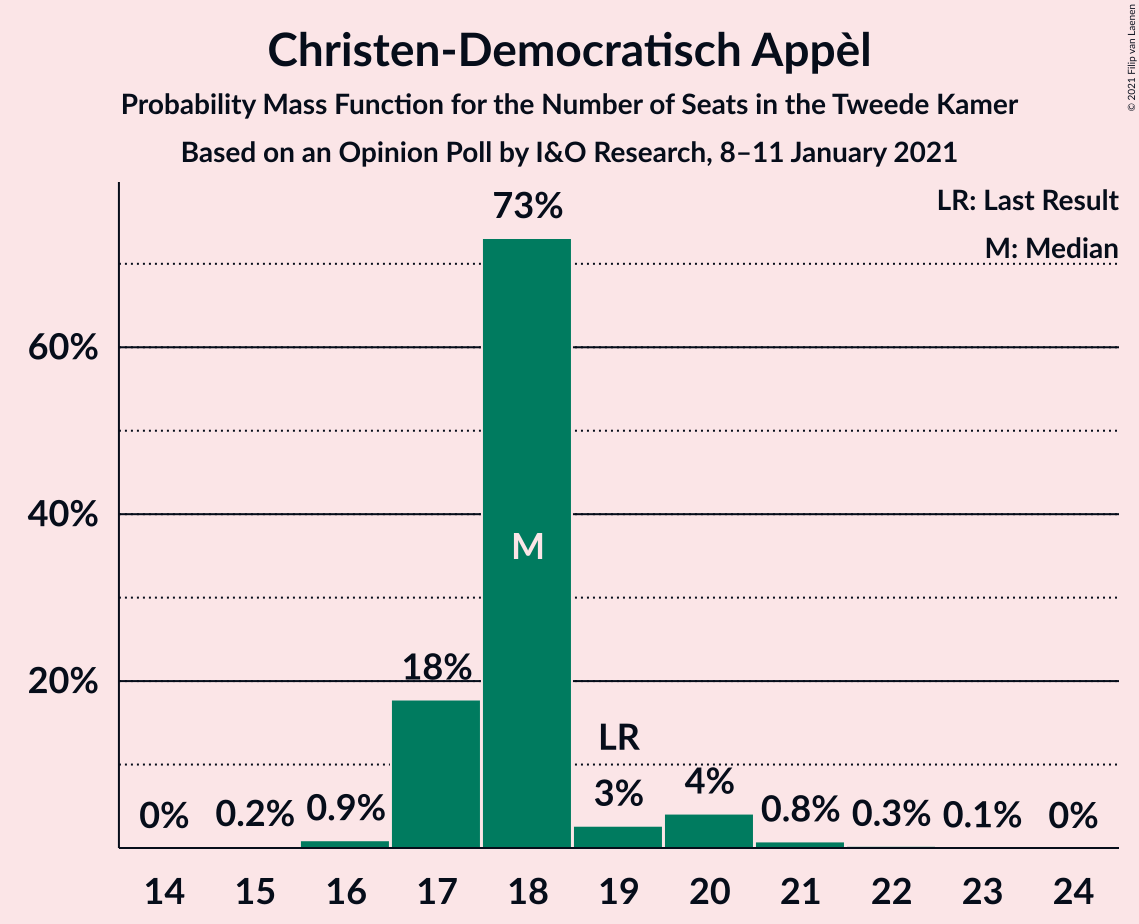 Christen-Democratisch Appèl
Probability Mass Function for the Number of Seats in the Tweede Kamer
Based on an Opinion Poll by I&O Research, 8–11 January 2021
© 2021 Filip van Laenen
LR: Last Result
M: Median
73%
60%
40%
M
20%
18%
LR
0%
0.2%
0.9%
3%
4%
0.8%
0.3%
0.1%
0%
14 15 16 17 18 19 20 21 22 23 24